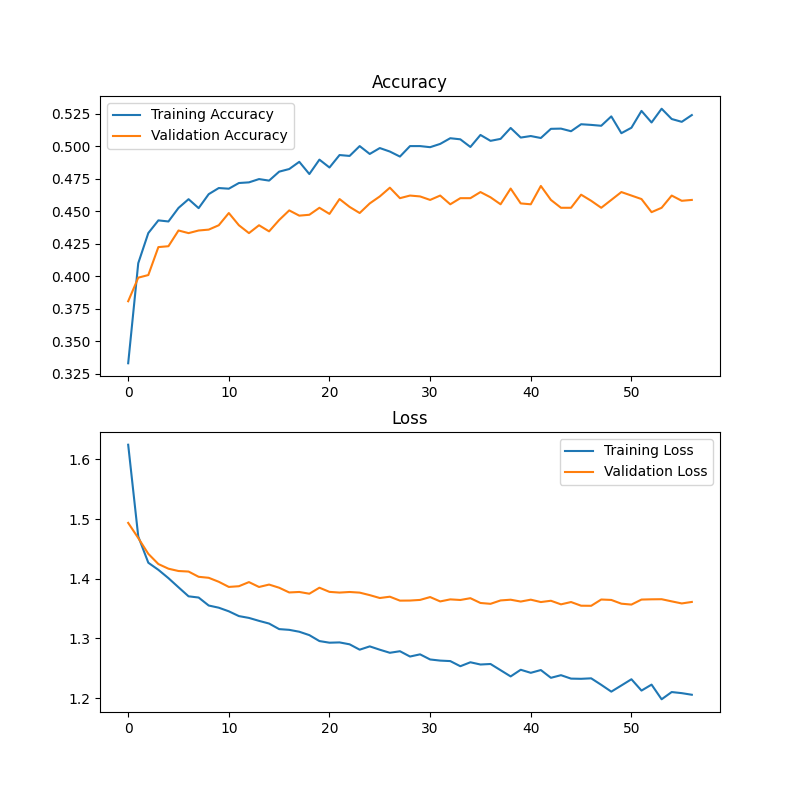 Accuracy
Training Accuracy
Validation Accuracy
0.525
0.500
0.475
0.450
0.425
0.400
0.375
0.350
0.325
0 10 20 30 40 50
Loss
Training Loss
Validation Loss
1.6
1.5
1.4
1.3
1.2
0 10 20 30 40 50